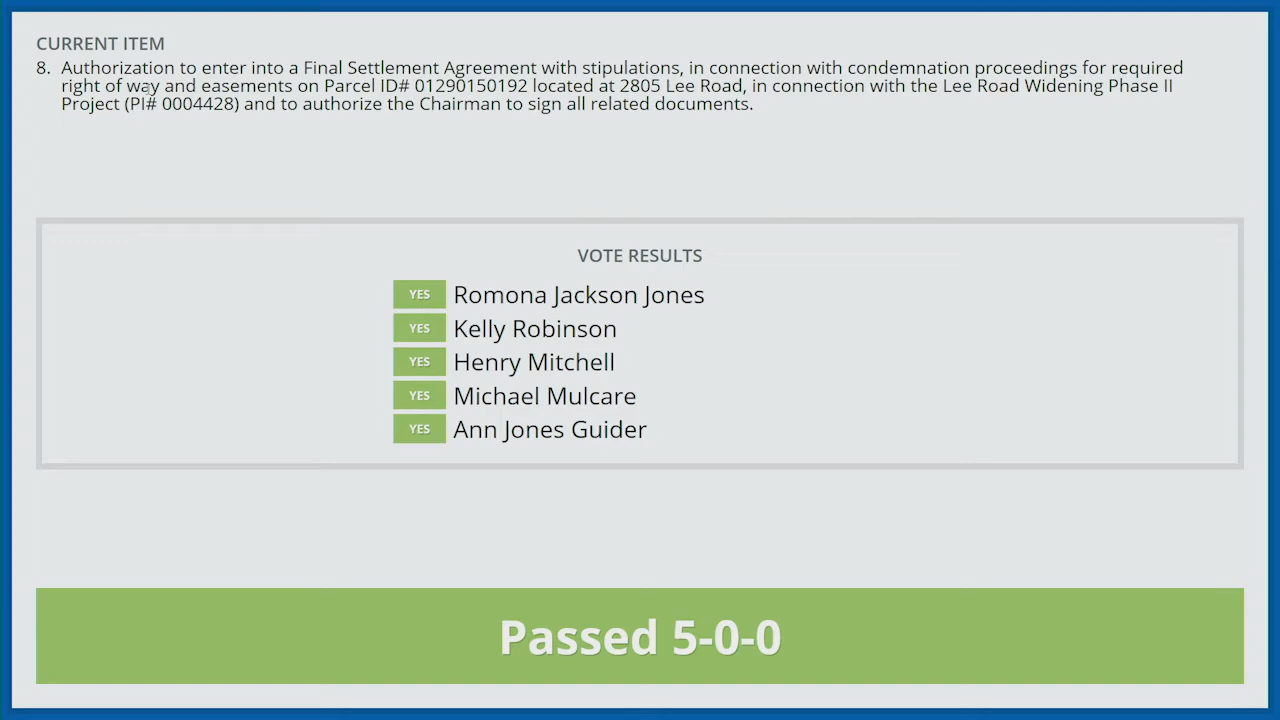 CURRENT ITEM
8. Authorization to enter into a Final Settlement Agreement with stipulations, in connection with condemnation proceedings for required
right of way and easements on Parcel ID# 01290150192 located at 2805 Lee Road, in connection with the Lee Road Widening Phase II
Project (PI# 0004428) and to authorize the Chairman to sign all related documents.
VOTE RESULTS
YES Romona Jackson Jones
YES Kelly Robinson
YES Henry Mitchell
YES Michael Mulcare
YES Ann Jones Guider
Passed 5-0-0